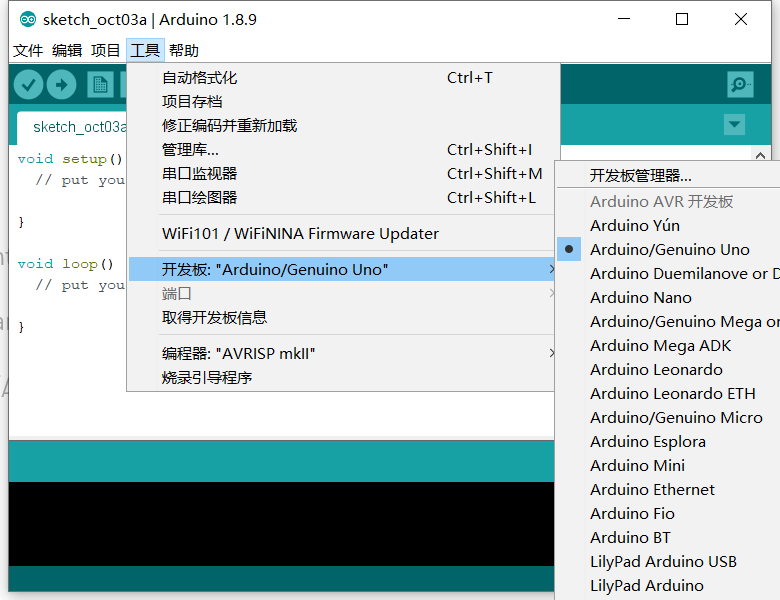 sketch_oct03a | Arduino 1.8.9
文件 编辑 项目 工具 帮助
sketch_oct03a
void setup()
// put you
}
void loop()
// put you
}
自动格式化 Ctrl+T
项目存档
修正编码并重新加载
管理库... Ctrl+Shift+I
串口监视器 Ctrl+Shift+M
串口绘图器 Ctrl+Shift+L
WiFi101 / WiFiNINA Firmware Updater
开发板: "Arduino/Genuino Uno"
端口
取得开发板信息
编程器: "AVRISP mkII"
烧录引导程序
开发板管理器...
Arduino AVR 开发板
Arduino Yún
Arduino/Genuino Uno
Arduino Duemilanove or D
Arduino Nano
Arduino/Genuino Mega or
Arduino Mega ADK
Arduino Leonardo
Arduino Leonardo ETH
Arduino/Genuino Micro
Arduino Esplora
Arduino Mini
Arduino Ethernet
Arduino Fio
Arduino BT
LilyPad Arduino USB
LilyPad Arduino